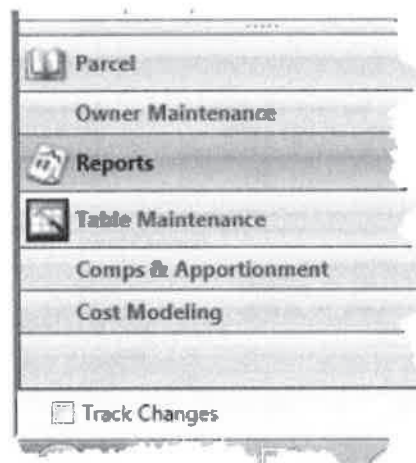 Parcel
Owner Maintenance
Reports
Table Maintenance
Comps & Apportionment
Cost Modeling
Track Changes